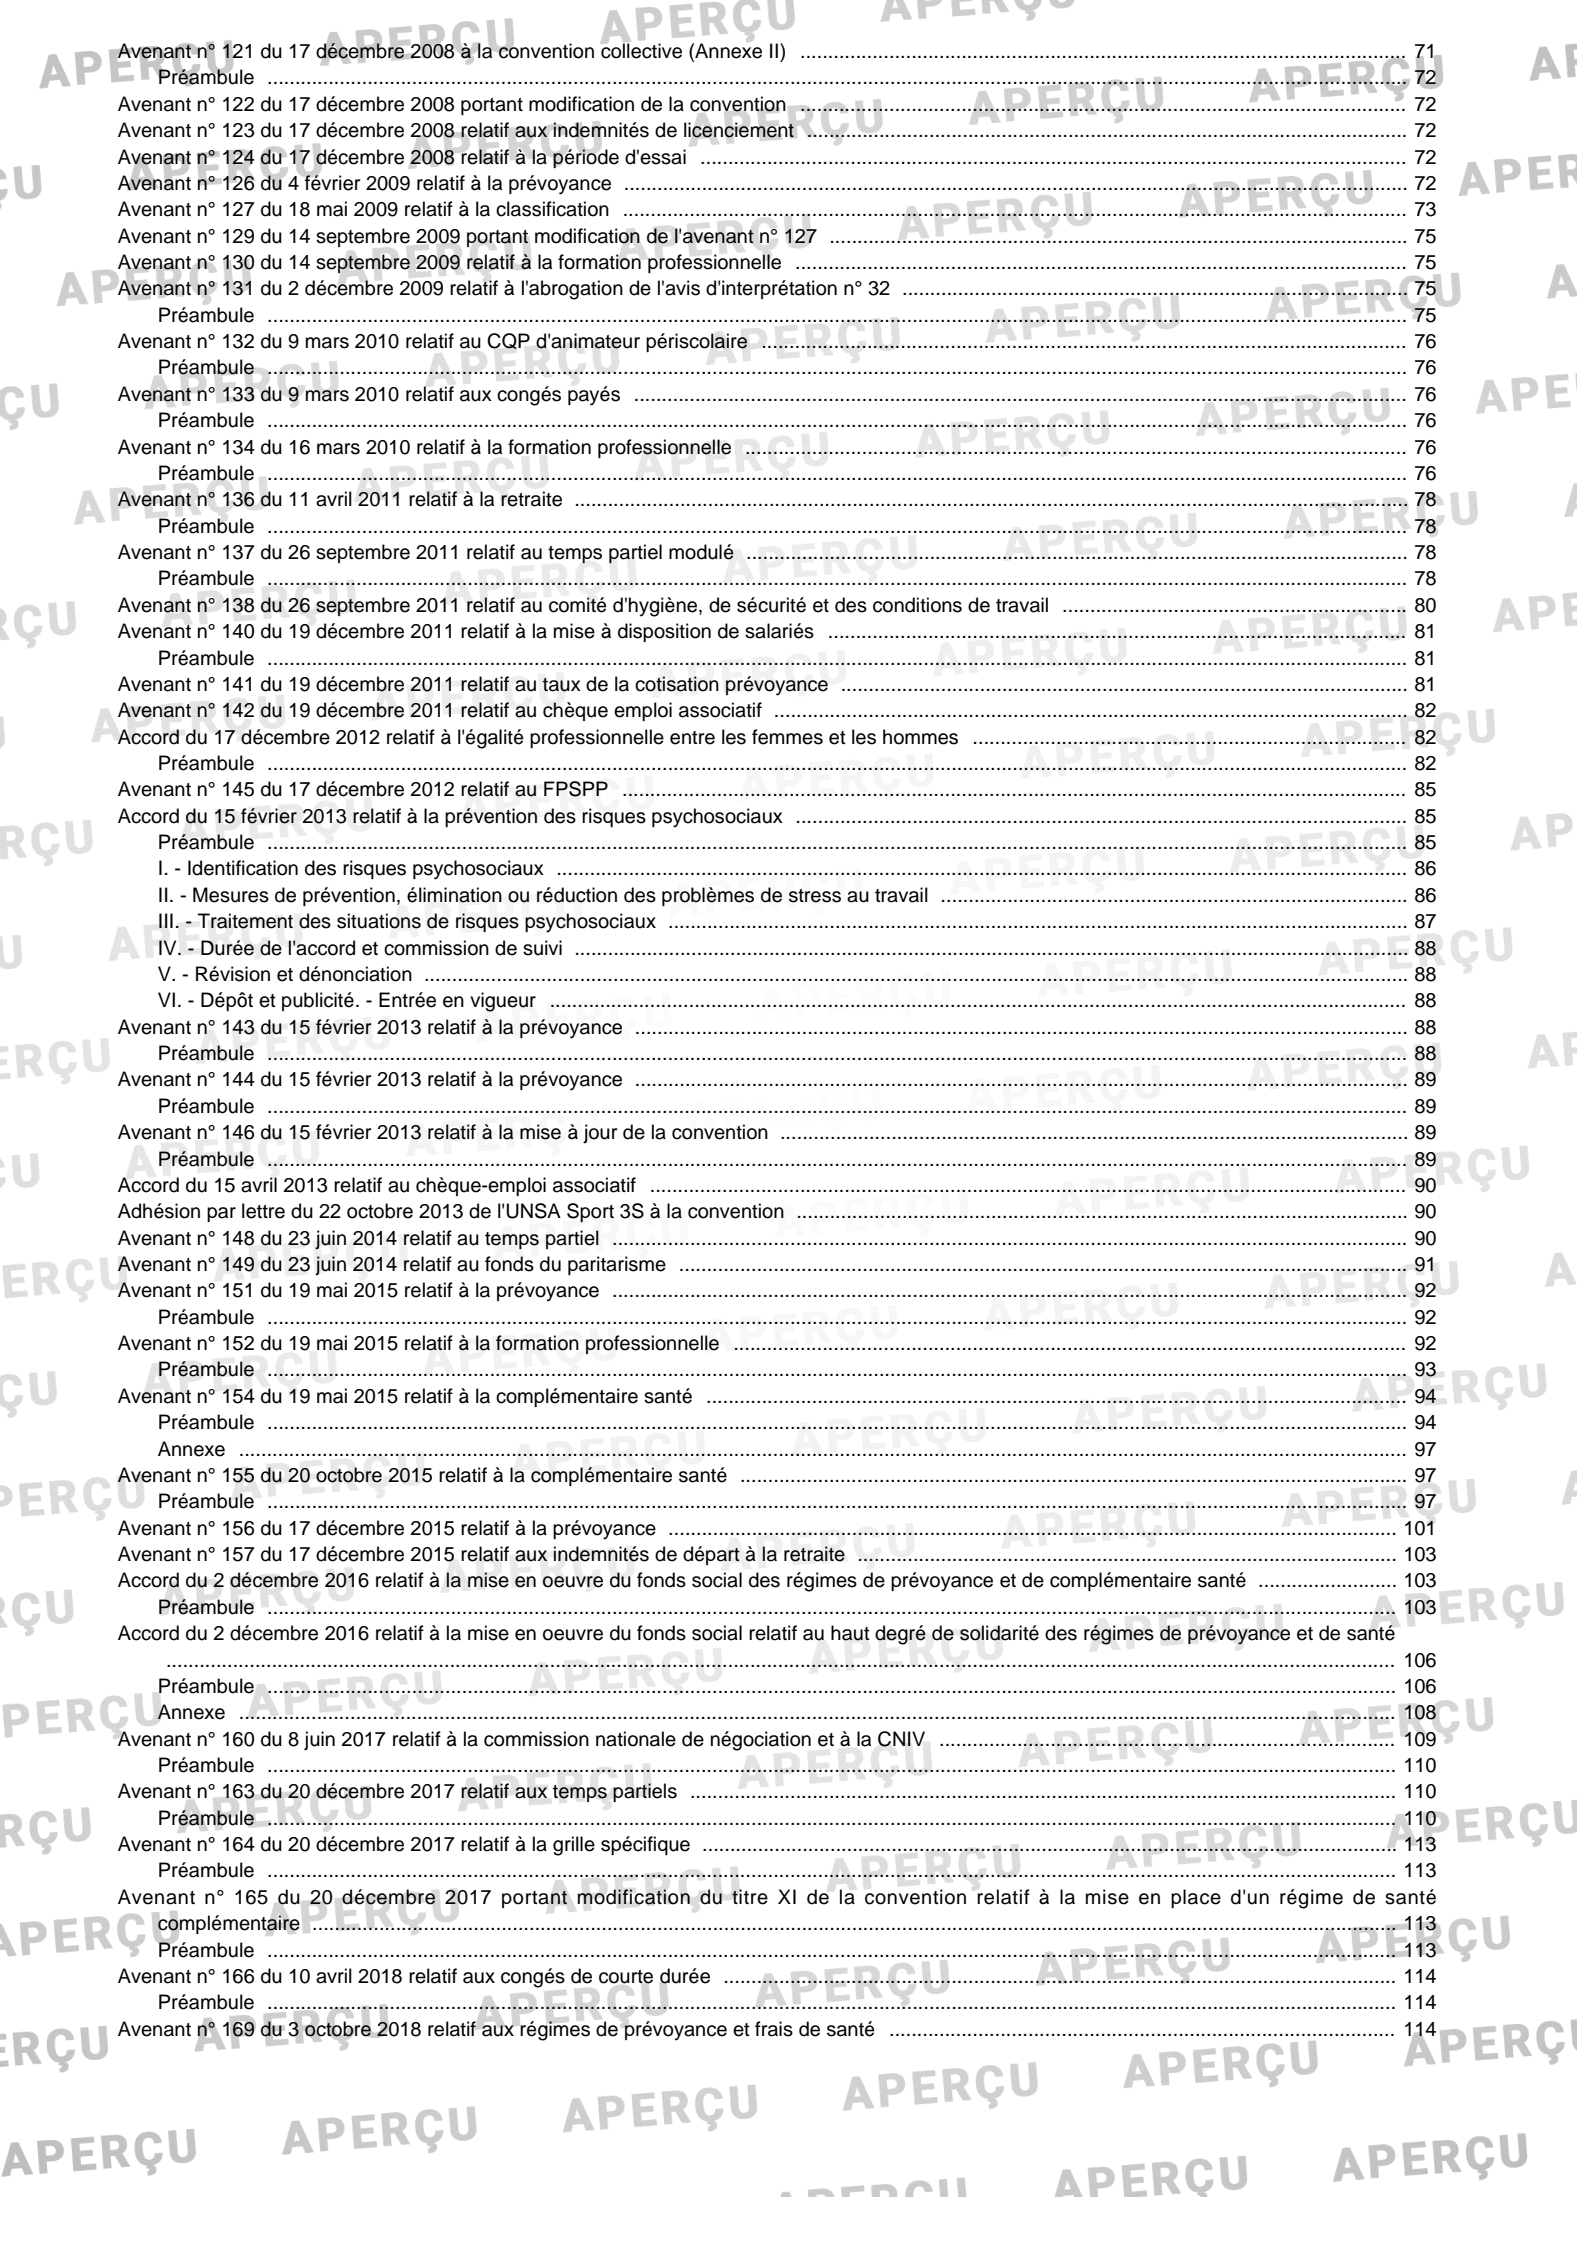 Avenant n° 121 du 17 décembre 2008 à la convention collective (Annexe II) ........ 71
Préambule ........ 72
Avenant n° 122 du 17 décembre 2008 portant modification de la convention ........ 72
Avenant n° 123 du 17 décembre 2008 relatif aux indemnités de licenciement ........ 72
Avenant n° 124 du 17 décembre 2008 relatif à la période d'essai ........ 72
Avenant n° 126 du 4 février 2009 relatif à la prévoyance ........ 72
Avenant n° 127 du 18 mai 2009 relatif à la classification ........ 73
Avenant n° 129 du 14 septembre 2009 portant modification de l'avenant n° 127 ........ 75
Avenant n° 130 du 14 septembre 2009 relatif à la formation professionnelle ........ 75
Avenant n° 131 du 2 décembre 2009 relatif à l'abrogation de l'avis d'interprétation n° 32 ........ 75
Préambule ........ 75
Avenant n° 132 du 9 mars 2010 relatif au CQP d'animateur périscolaire ........ 76
Préambule ........ 76
Avenant n° 133 du 9 mars 2010 relatif aux congés payés ........ 76
Préambule ........ 76
Avenant n° 134 du 16 mars 2010 relatif à la formation professionnelle ........ 76
Préambule ........ 76
Avenant n° 136 du 11 avril 2011 relatif à la retraite ........ 78
Préambule ........ 78
Avenant n° 137 du 26 septembre 2011 relatif au temps partiel modulé ........ 78
Préambule ........ 78
Avenant n° 138 du 26 septembre 2011 relatif au comité d'hygiène, de sécurité et des conditions de travail ........ 80
Avenant n° 140 du 19 décembre 2011 relatif à la mise à disposition de salariés ........ 81
Préambule ........ 81
Avenant n° 141 du 19 décembre 2011 relatif au taux de la cotisation prévoyance ........ 81
Avenant n° 142 du 19 décembre 2011 relatif au chèque emploi associatif ........ 82
Accord du 17 décembre 2012 relatif à l'égalité professionnelle entre les femmes et les hommes ........ 82
Préambule ........ 82
Avenant n° 145 du 17 décembre 2012 relatif au FPSPP ........ 85
Accord du 15 février 2013 relatif à la prévention des risques psychosociaux ........ 85
Préambule ........ 85
I. - Identification des risques psychosociaux ........ 86
II. - Mesures de prévention, élimination ou réduction des problèmes de stress au travail ........ 86
III. - Traitement des situations de risques psychosociaux ........ 87
IV. - Durée de l'accord et commission de suivi ........ 88
V. - Révision et dénonciation ........ 88
VI. - Dépôt et publicité. - Entrée en vigueur ........ 88
Avenant n° 143 du 15 février 2013 relatif à la prévoyance ........ 88
Préambule ........ 88
Avenant n° 144 du 15 février 2013 relatif à la prévoyance ........ 89
Préambule ........ 89
Avenant n° 146 du 15 février 2013 relatif à la mise à jour de la convention ........ 89
Préambule ........ 89
Accord du 15 avril 2013 relatif au chèque-emploi associatif ........ 90
Adhésion par lettre du 22 octobre 2013 de l'UNSA Sport 3S à la convention ........ 90
Avenant n° 148 du 23 juin 2014 relatif au temps partiel ........ 90
Avenant n° 149 du 23 juin 2014 relatif au fonds du paritarisme ........ 91
Avenant n° 151 du 19 mai 2015 relatif à la prévoyance ........ 92
Préambule ........ 92
Avenant n° 152 du 19 mai 2015 relatif à la formation professionnelle ........ 92
Préambule ........ 93
Avenant n° 154 du 19 mai 2015 relatif à la complémentaire santé ........ 94
Préambule ........ 94
Annexe ........ 97
Avenant n° 155 du 20 octobre 2015 relatif à la complémentaire santé ........ 97
Préambule ........ 97
Avenant n° 156 du 17 décembre 2015 relatif à la prévoyance ........ 101
Avenant n° 157 du 17 décembre 2015 relatif aux indemnités de départ à la retraite ........ 103
Accord du 2 décembre 2016 relatif à la mise en oeuvre du fonds social des régimes de prévoyance et de complémentaire santé ........ 103
Préambule ........ 103
Accord du 2 décembre 2016 relatif à la mise en oeuvre du fonds social relatif au haut degré de solidarité des régimes de prévoyance et de santé
........ 106
Préambule ........ 106
Annexe ........ 108
Avenant n° 160 du 8 juin 2017 relatif à la commission nationale de négociation et à la CNIV ........ 109
Préambule ........ 110
Avenant n° 163 du 20 décembre 2017 relatif aux temps partiels ........ 110
Préambule ........ 110
Avenant n° 164 du 20 décembre 2017 relatif à la grille spécifique ........ 113
Préambule ........ 113
Avenant n° 165 du 20 décembre 2017 portant modification du titre XI de la convention relatif à la mise en place d'un régime de santé
complémentaire ........ 113
Préambule ........ 113
Avenant n° 166 du 10 avril 2018 relatif aux congés de courte durée ........ 114
Préambule ........ 114
Avenant n° 169 du 3 octobre 2018 relatif aux régimes de prévoyance et frais de santé ........ 114
APERÇU